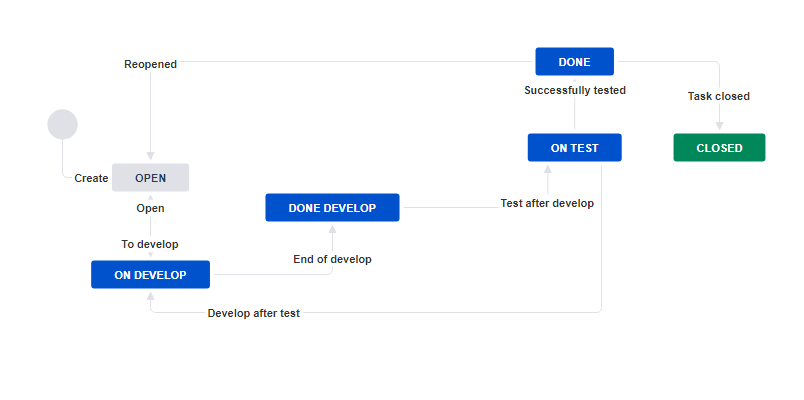 DONE
Reopened
Successfully tested
Task closed
ON TEST
CLOSED
Create
OPEN
Open
DONE DEVELOP
Test after develop
To develop
End of develop
ON DEVELOP
Develop after test